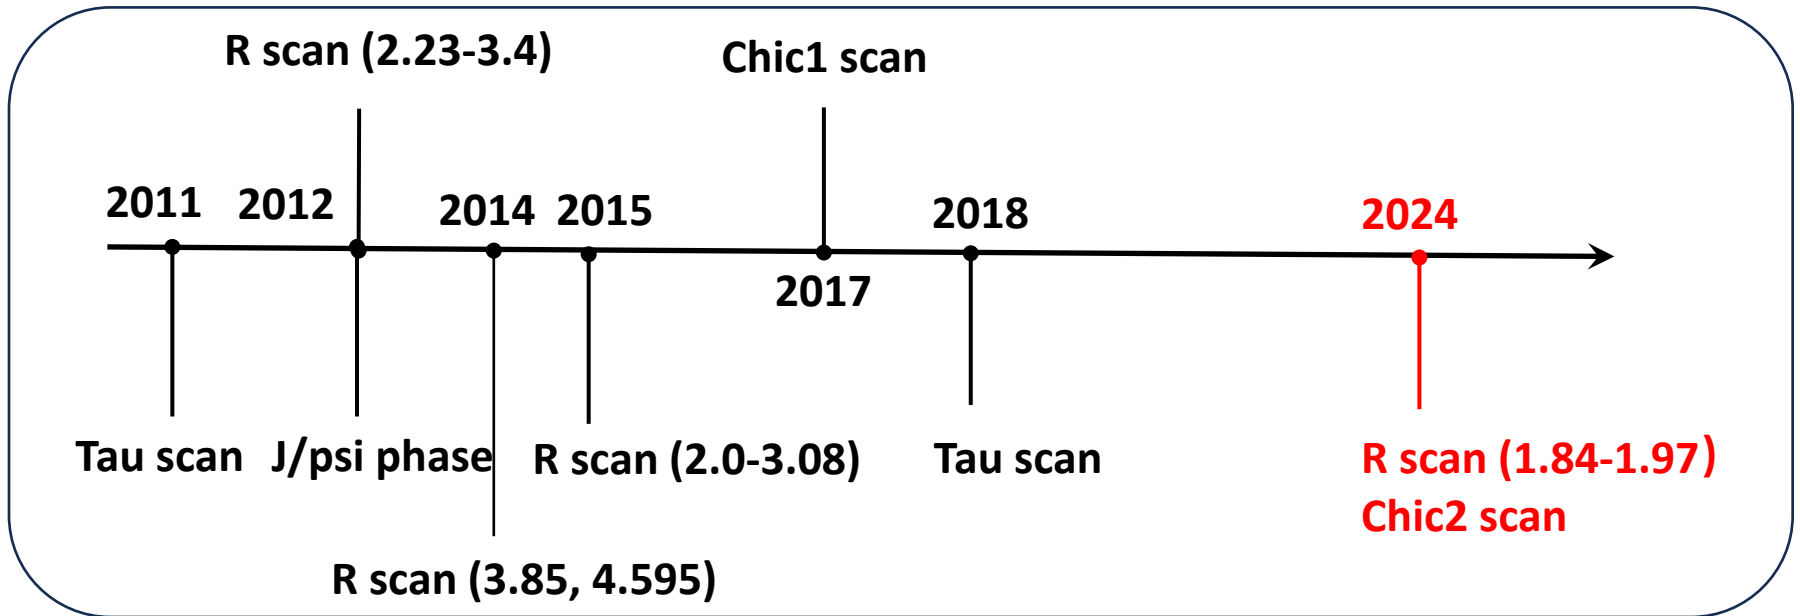 R scan (2.23-3.4)
Chic1 scan
2011
2012
2014
2015
2018
2024
2017
Tau scan
J/psi phase
R scan (2.0-3.08)
Tau scan
R scan (1.84-1.97)
Chic2 scan
R scan (3.85, 4.595)